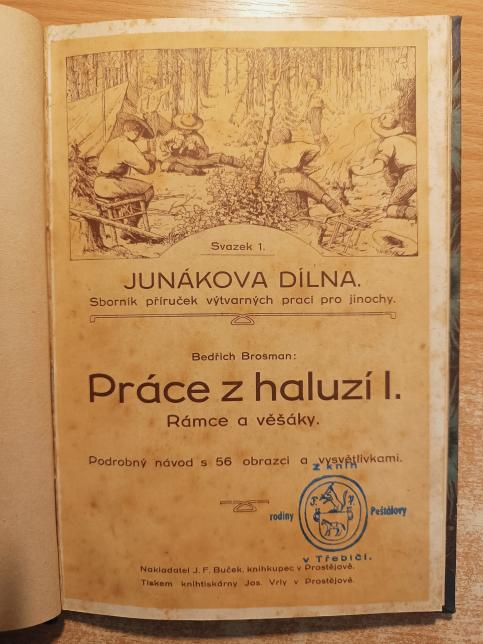 Svazek 1.
JUNÁKOVA DÍLNA.
Sborník příruček výtvarných prací pro jinochy.
Bedřich Brosman:
Práce z haluzí I.
Rámce a věšáky.
Podrobný návod s 56 obrazci a vysvětlivkami.
Z knih
rodiny Peštálovy
v Třebíči.
Nakladatel J. F. Buček, knihkupec v Prostějově.
Tiskem knihtiskárny Jos. Vrly v Prostějově.